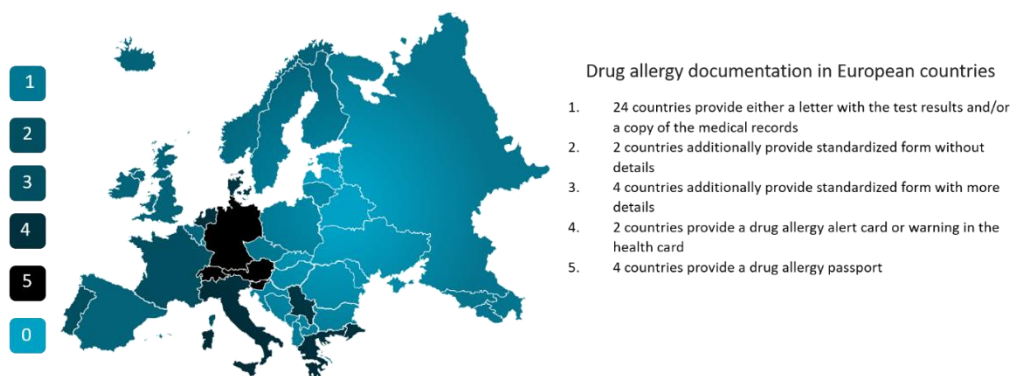 1
2
3
4
5
0
Drug allergy documentation in European countries
1. 24 countries provide either a letter with the test results and/or
a copy of the medical records
2. 2 countries additionally provide standardized form without
details
3. 4 countries additionally provide standardized form with more
details
4. 2 countries provide a drug allergy alert card or warning in the
health card
5. 4 countries provide a drug allergy passport